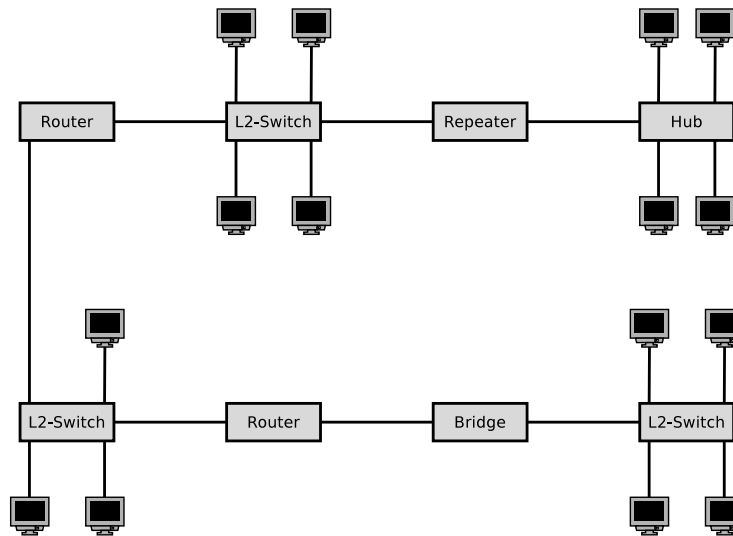 Router
L2-Switch
Repeater
Hub
L2-Switch
Router
Bridge
L2-Switch